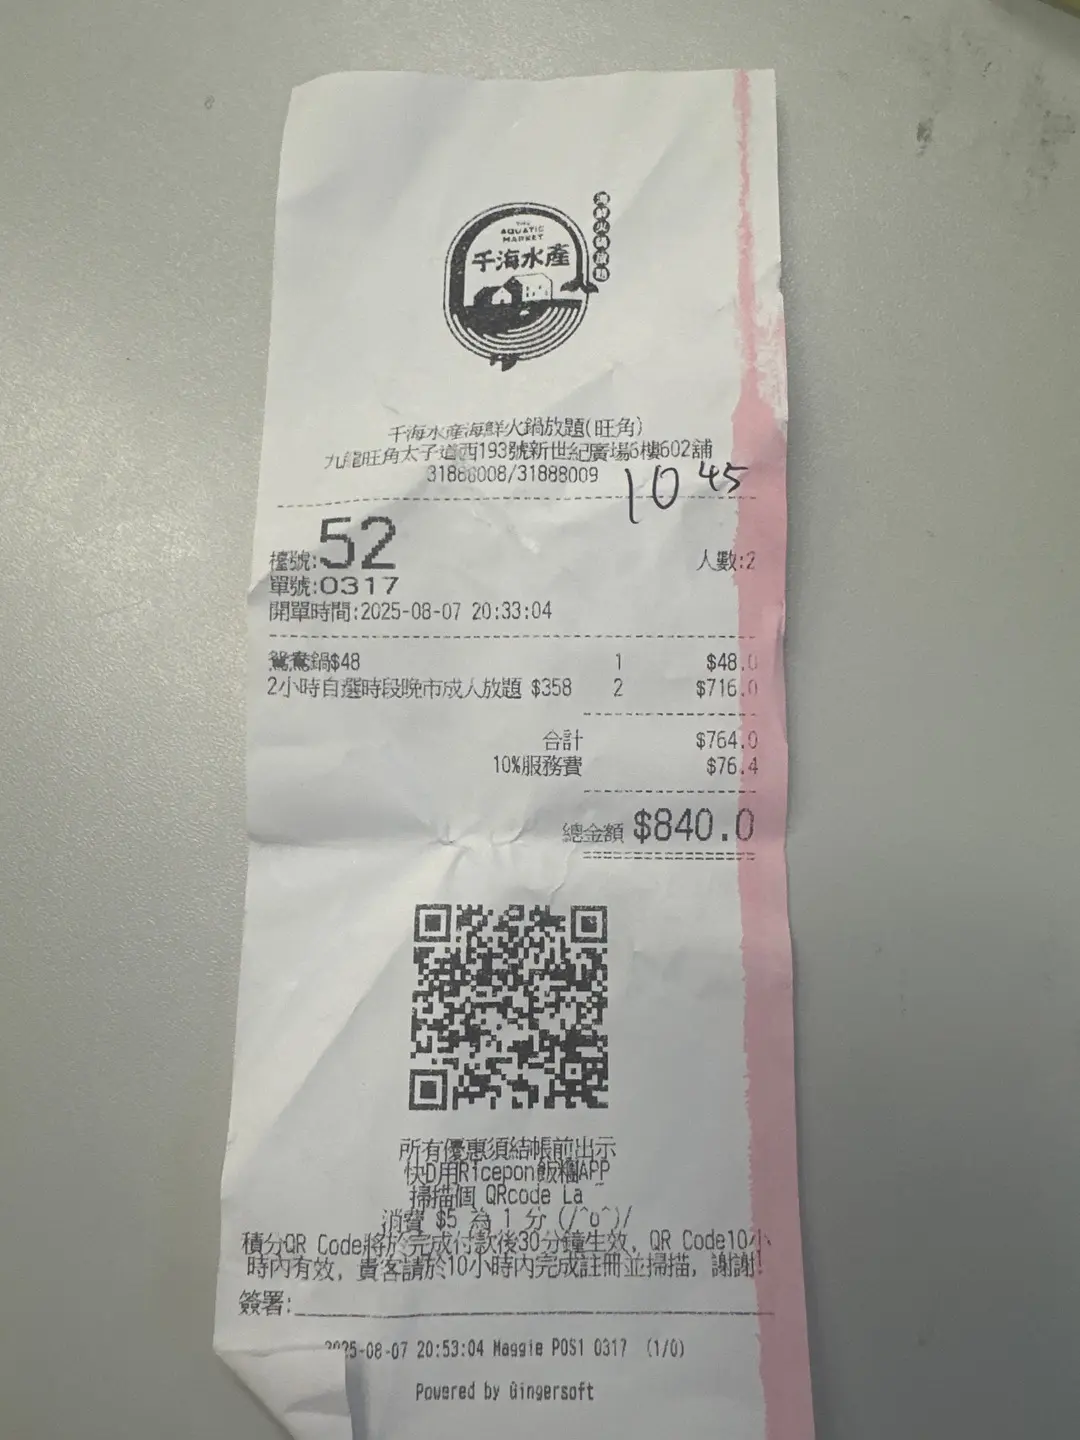 THE
AQUATIC
MARKET
千海水產
海鮮火鍋放題
千海水產海鮮火鍋放題(旺角)
九龍旺角太子道西193號新世紀廣場6樓602舖
31888008/31888009
10 45
檯號:52
人數:2
單號:0317
開單時間:2025-08-07 20:33:04
鴛鴦鍋$48 1 $48.0
2小時自選時段晚市成人放題 $358 2 $716.0
合計 $764.0
10%服務費 $76.4
總金額 $840.0
所有優惠須結帳前出示
快D用Ricepon飯糰APP
掃描個 QRcode La ~
消費 $5 為 1 分 (/^o^)/
積分QR Code將於完成付款後30分鐘生效, QR Code10小
時內有效, 貴客請於10小時內完成註冊並掃描, 謝謝!
簽署:
2025-08-07 20:53:04 Maggie POS1 0317 (1/0)
Powered by Gingersoft